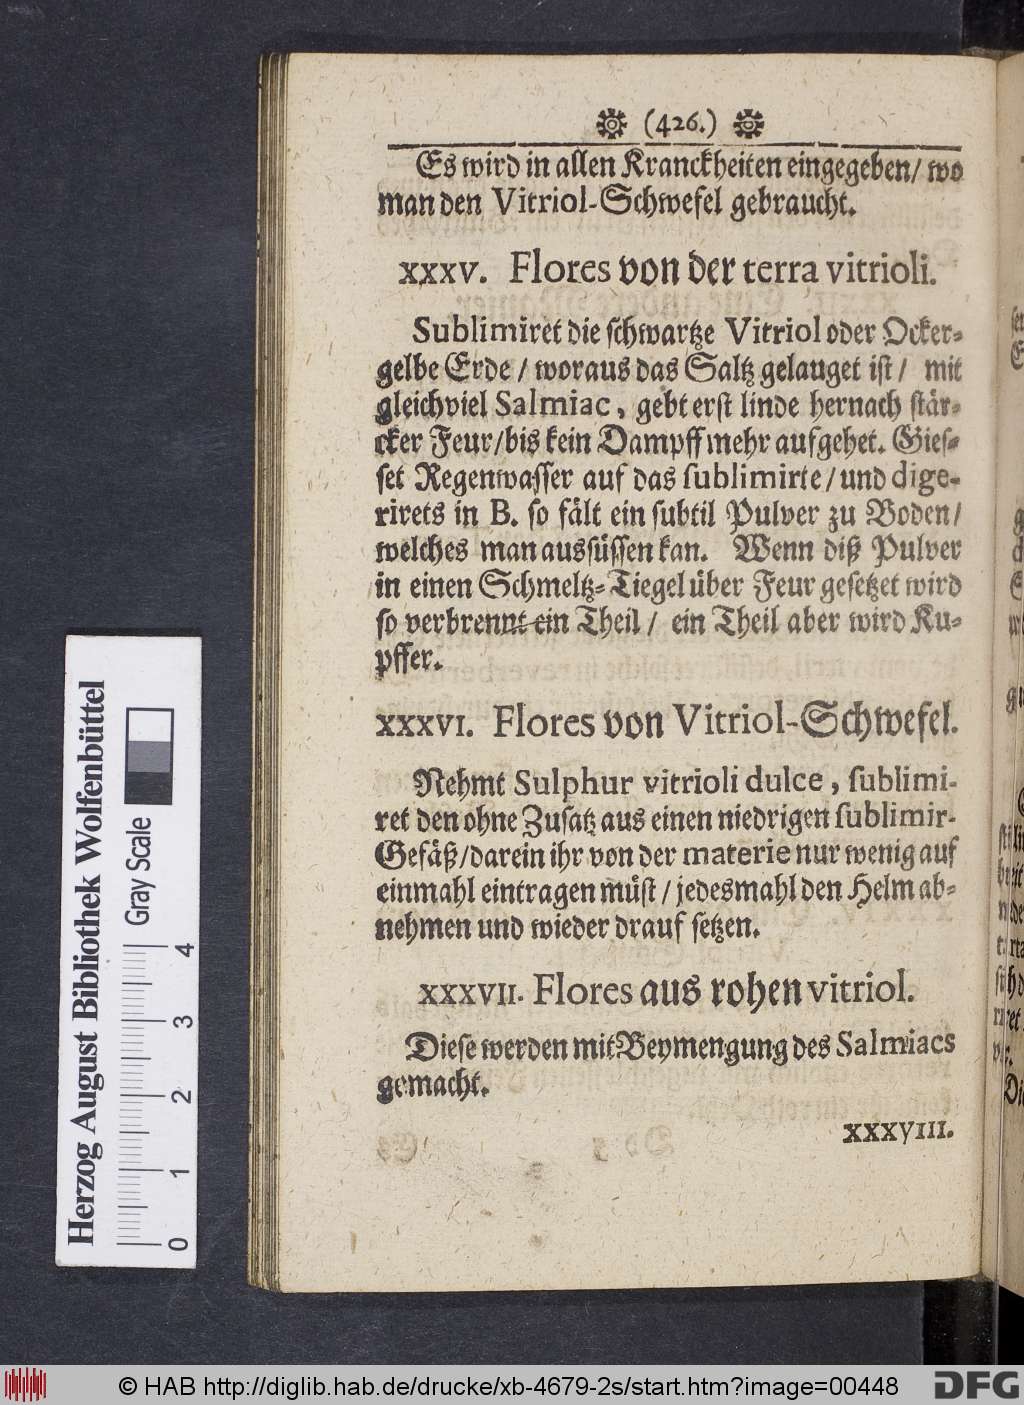 (426.)
Es wird in allen Kranckheiten eingegeben/ wo
man den Vitriol-Schwefel gebraucht.
XXXV. Flores von der terra vitrioli.
Sublimiret die schwartze Vitriol oder Ocker-
gelbe Erde / woraus das Saltz gelauget ist / mit
gleichviel Salmiac, gebt erst linde hernach stär-
cker Feur/bis kein Dampff mehr aufgehet. Gies-
set Regenwasser auf das sublimirte / und dige-
rirets in B. so fält ein subtil Pulver zu Boden/
welches man aussüssen kan. Wenn diß Pulver
in einen Schmeltz-Tiegel über Feur gesetzet wird
so verbrennt ein Theil / ein Theil aber wird Ku-
pffer.
XXXVI. Flores von Vitriol-Schwefel.
Nehmt Sulphur vitrioli dulce, sublimi-
ret den ohne Zusatz aus einen niedrigen sublimir-
Gefäß/darein ihr von der materie nur wenig auf
einmahl eintragen müst / jedesmahl den Helm ab-
nehmen und wieder drauf setzen.
XXXVII. Flores aus rohen vitriol.
Diese werden mit Beymengung des Salmiacs
gemacht.
XXXVIII.
Herzog August Bibliothek Wolfenbüttel
Gray Scale
0 1 2 3 4
© HAB http://diglib.hab.de/drucke/xb-4679-2s/start.htm?image=00448
DFG